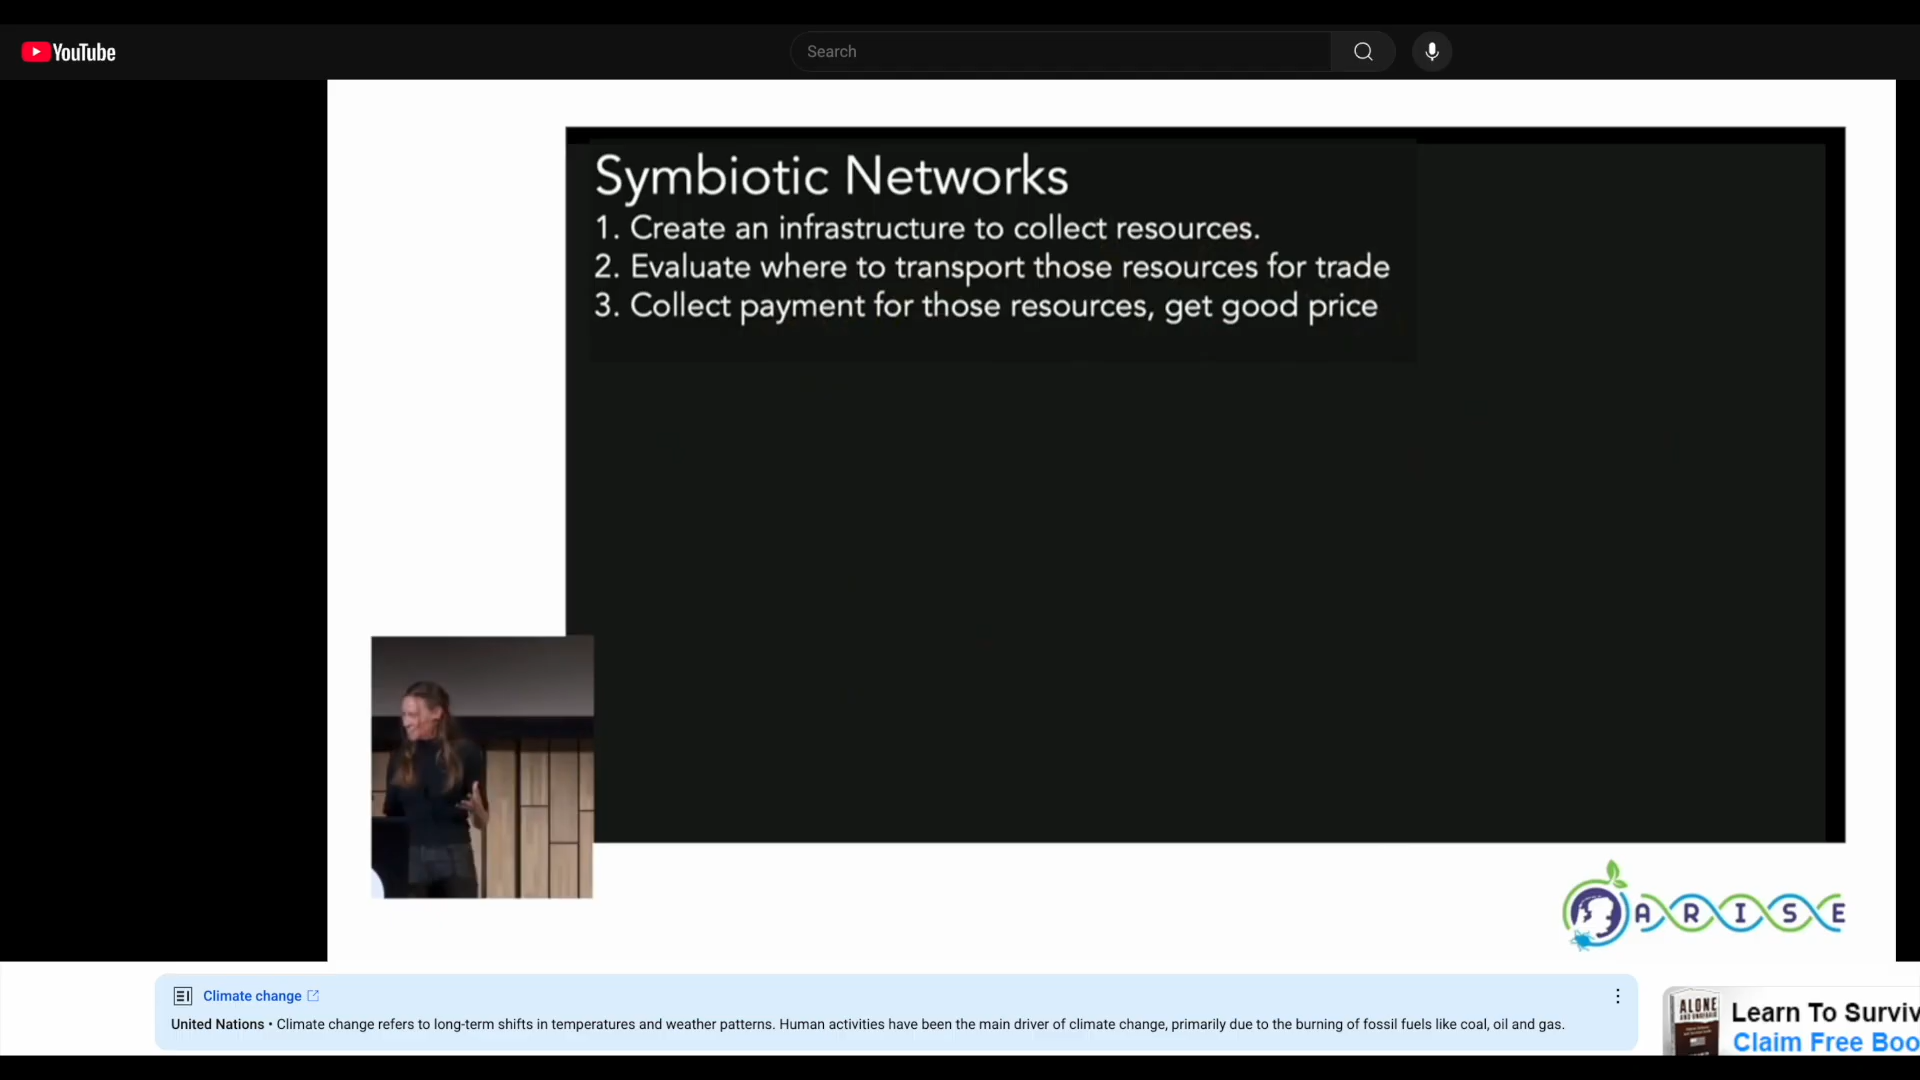 YouTube
Search
Symbiotic Networks
1. Create an infrastructure to collect resources.
2. Evaluate where to transport those resources for trade
3. Collect payment for those resources, get good price
ARISE
Climate change
United Nations • Climate change refers to long-term shifts in temperatures and weather patterns. Human activities have been the main driver of climate change, primarily due to the burning of fossil fuels like coal, oil and gas.
ALONE
Learn To Surviv
Claim Free Boo